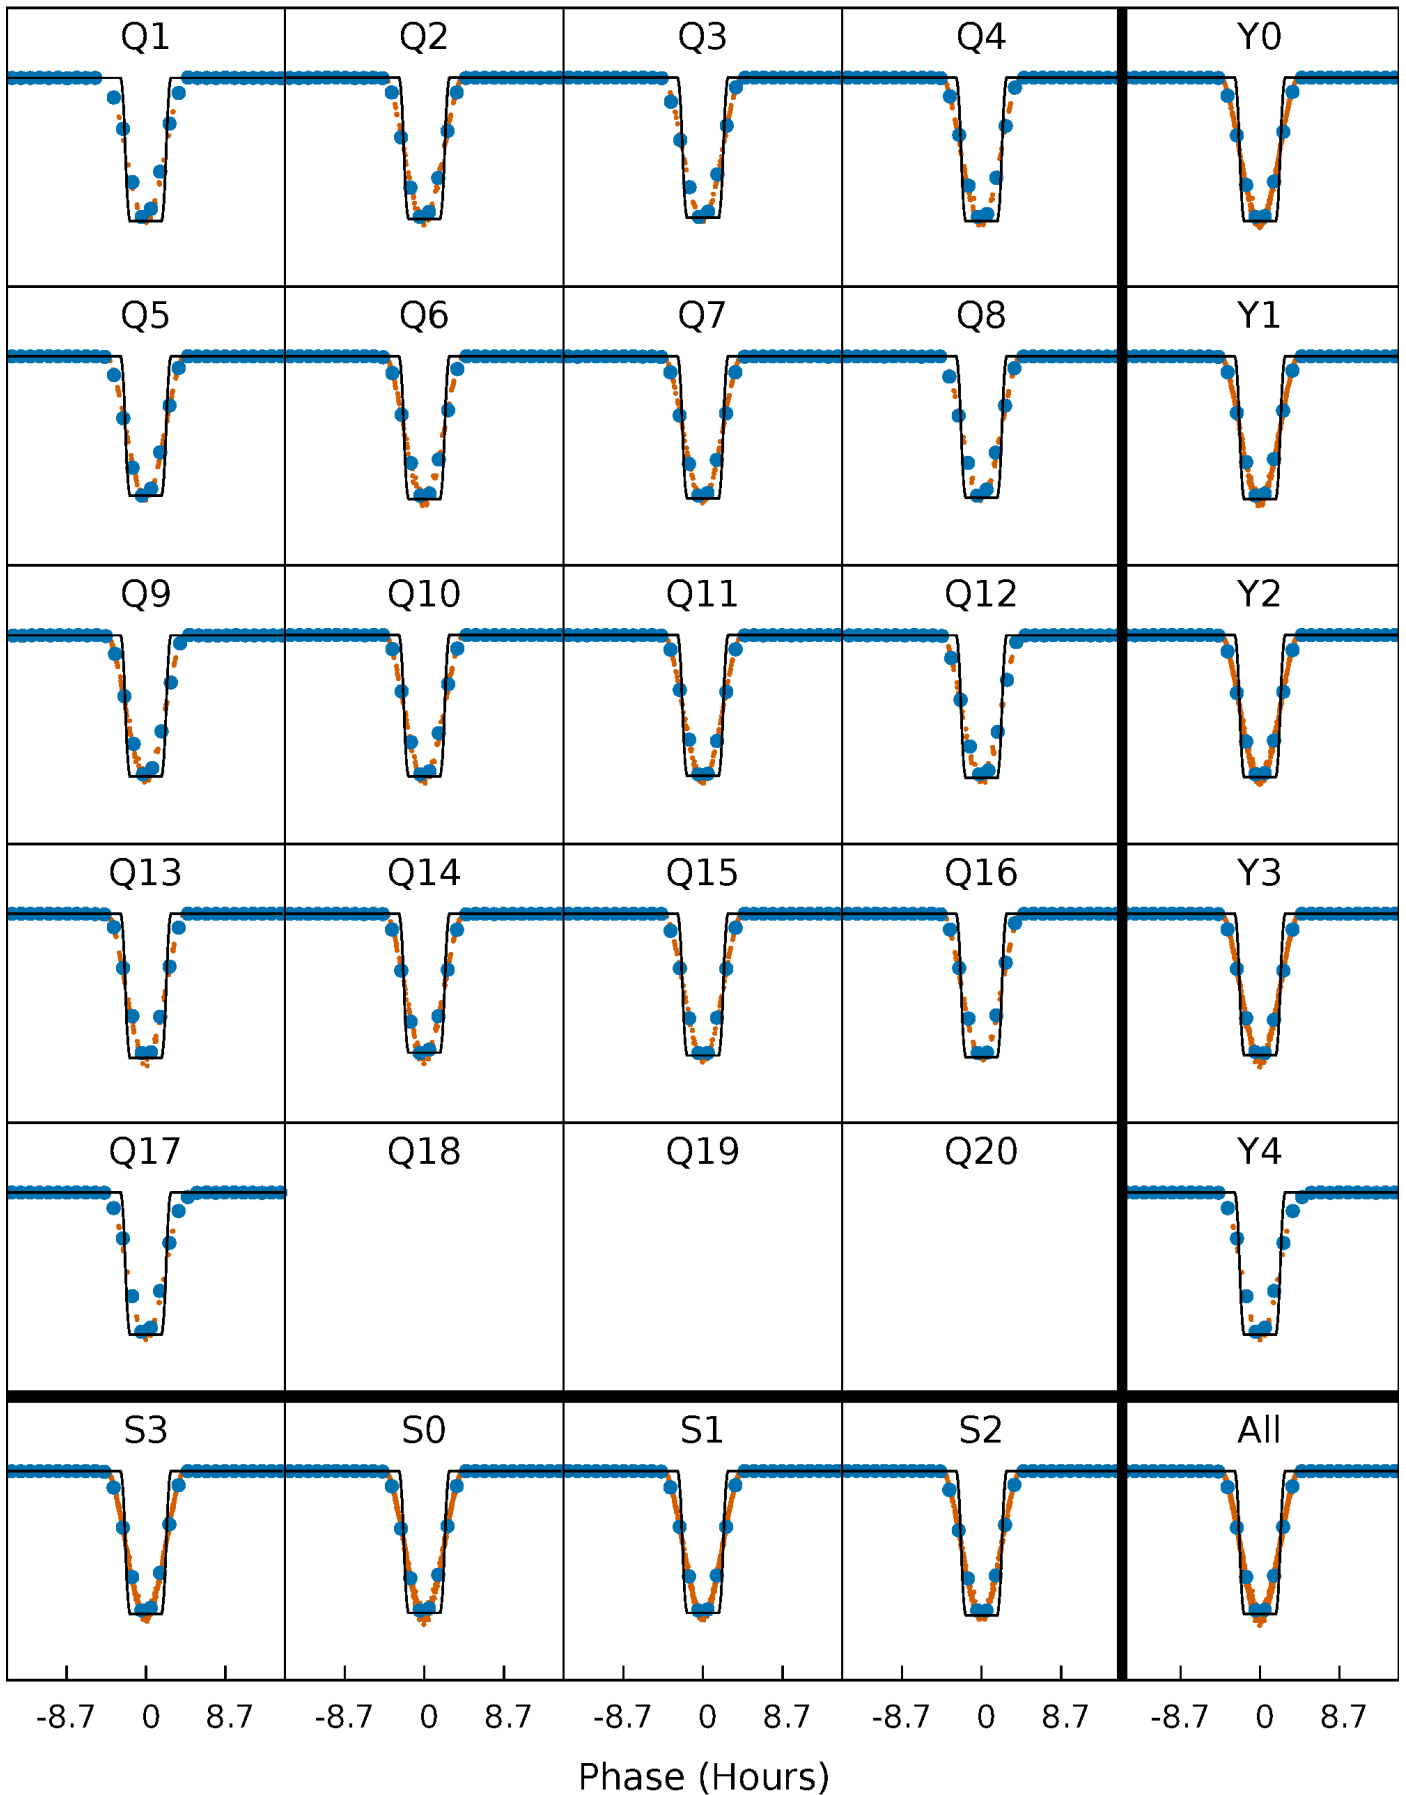 Q1 Q2 Q3 Q4 Y0
Q5 Q6 Q7 Q8 Y1
Q9 Q10 Q11 Q12 Y2
Q13 Q14 Q15 Q16 Y3
Q17 Q18 Q19 Q20 Y4
S3 S0 S1 S2 All
-8.7 0 8.7 -8.7 0 8.7 -8.7 0 8.7 -8.7 0 8.7 -8.7 0 8.7
Phase (Hours)